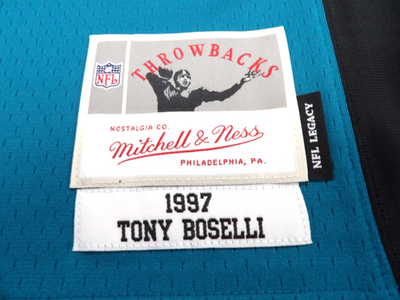 THROWBACKS
NFL
NOSTALGIA CO.
Mitchell & Ness
PHILADELPHIA, PA.
NFL LEGACY
1997
TONY BOSELLI